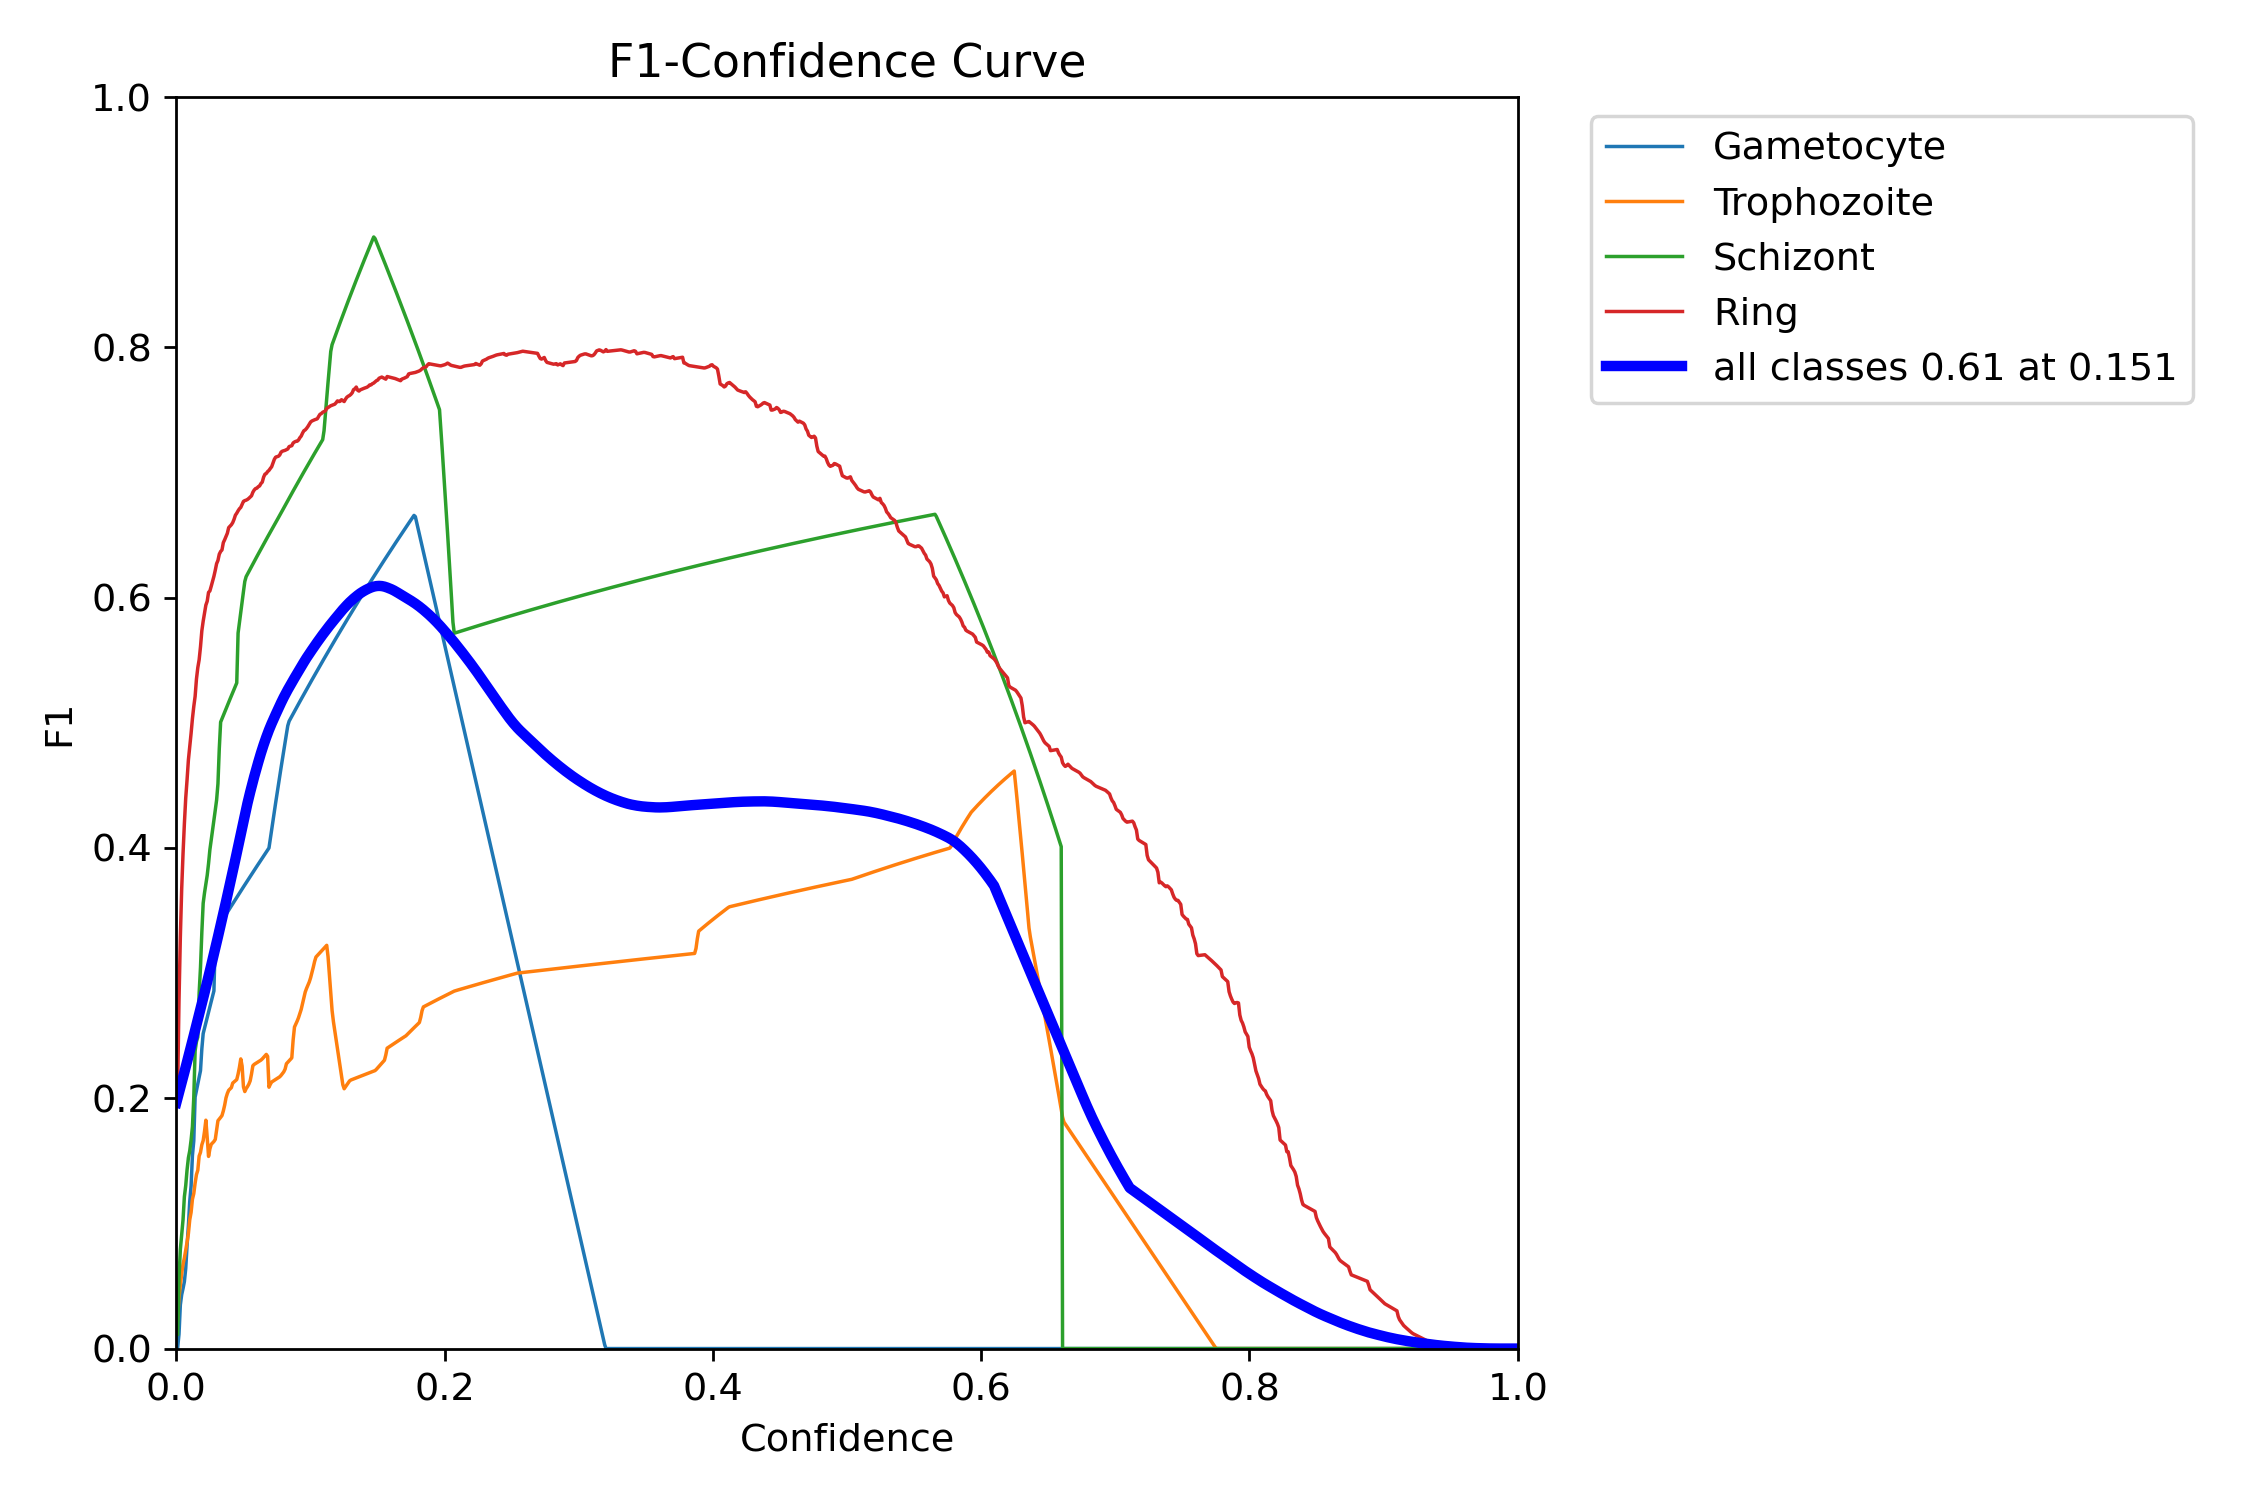 F1-Confidence Curve
1.0
0.8
0.6
0.4
0.2
0.0
F1
0.0 0.2 0.4 0.6 0.8 1.0
Confidence
Gametocyte
Trophozoite
Schizont
Ring
all classes 0.61 at 0.151